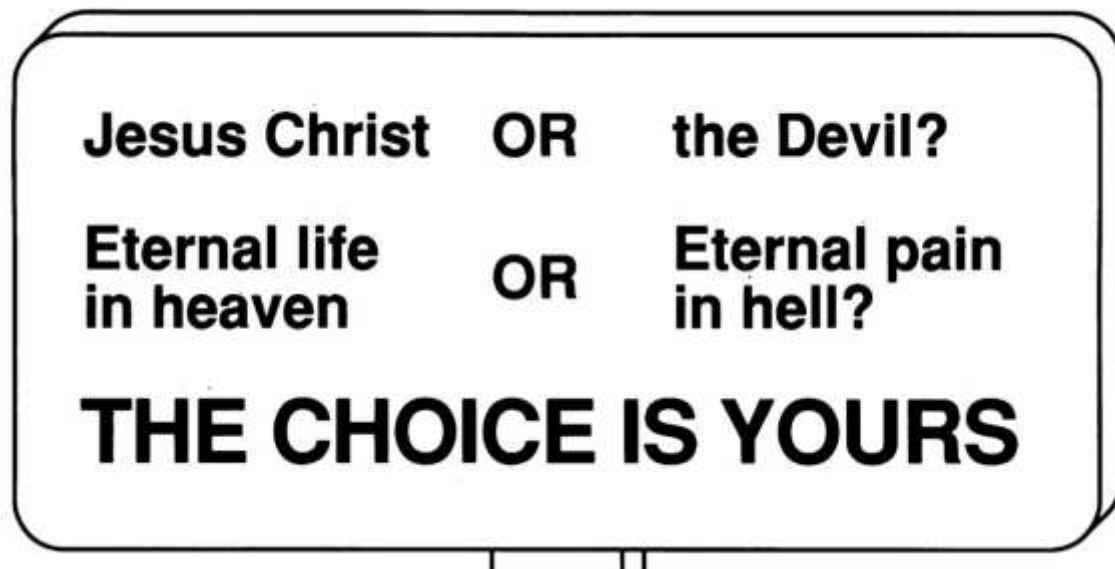 Jesus Christ OR the Devil?
Eternal life OR Eternal pain
in heaven in hell?
THE CHOICE IS YOURS